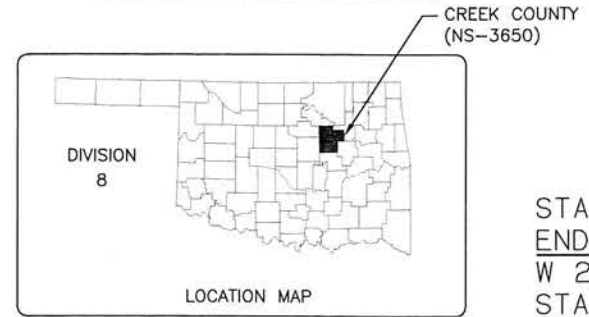 CREEK COUNTY
(NS-3650)
DIVISION
8
LOCATION MAP
STA
END
W 2
STA